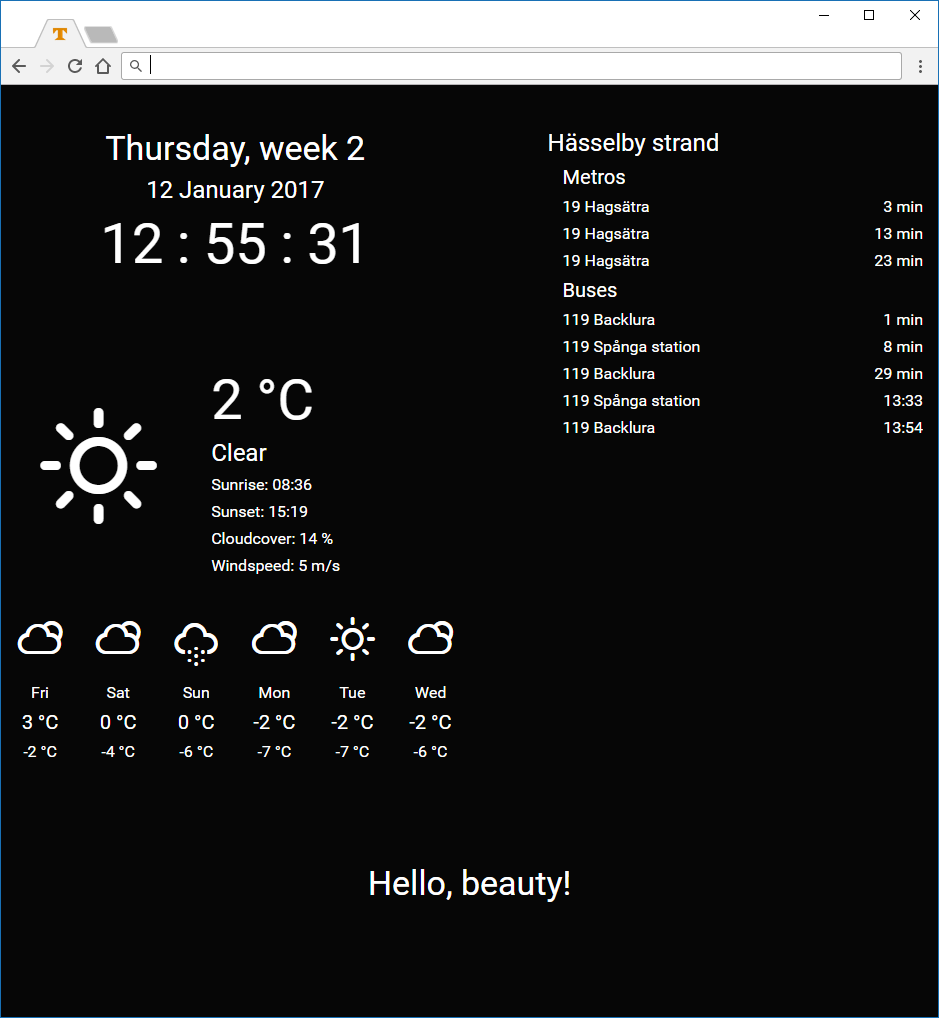 T
Thursday, week 2
12 January 2017
12 : 55 : 31
2 °C
Clear
Sunrise: 08:36
Sunset: 15:19
Cloudcover: 14 %
Windspeed: 5 m/s
Fri Sat Sun Mon Tue Wed
3 °C 0 °C 0 °C -2 °C -2 °C -2 °C
-2 °C -4 °C -6 °C -7 °C -7 °C -6 °C
Hässelby strand
Metros
19 Hagsätra 3 min
19 Hagsätra 13 min
19 Hagsätra 23 min
Buses
119 Backlura 1 min
119 Spånga station 8 min
119 Backlura 29 min
119 Spånga station 13:33
119 Backlura 13:54
Hello, beauty!